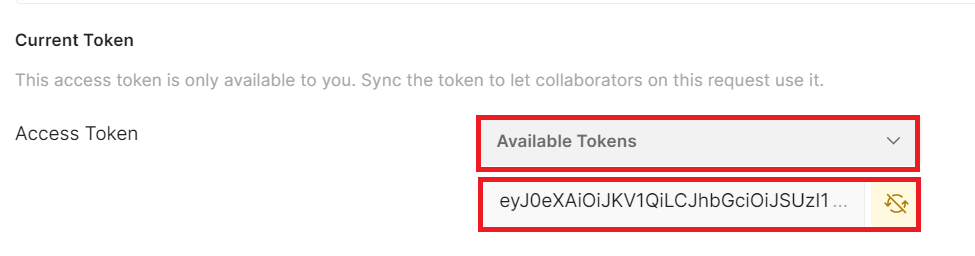 Current Token
This access token is only available to you. Sync the token to let collaborators on this request use it.
Access Token
Available Tokens
eyJ0eXAiOiJKV1QiLCJhbGciOiJSUzI1 ...